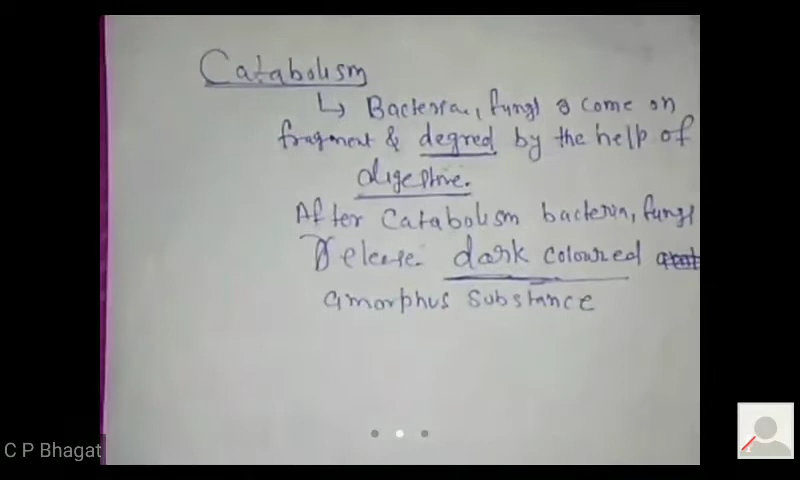 Catabolism
↳ Bacteria, fungi & come on
fragment & degred by the help of
digestive.
After catabolism bacteria, fungi
Release dark coloured
amorphus substance
C P Bhagat